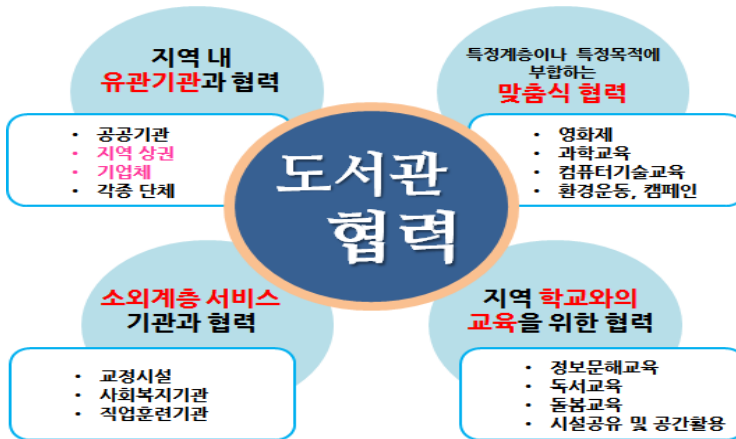 지역 내
유관기관과 협력
• 공공기관
• 지역 상권
• 기업체
• 각종 단체
특정계층이나 특정목적에
부합하는
맞춤식 협력
• 영화제
• 과학교육
• 컴퓨터기술교육
• 환경운동, 캠페인
도서관
협력
소외계층 서비스
기관과 협력
• 교정시설
• 사회복지기관
• 직업훈련기관
지역 학교와의
교육을 위한 협력
• 정보문해교육
• 독서교육
• 돌봄교육
• 시설공유 및 공간활용